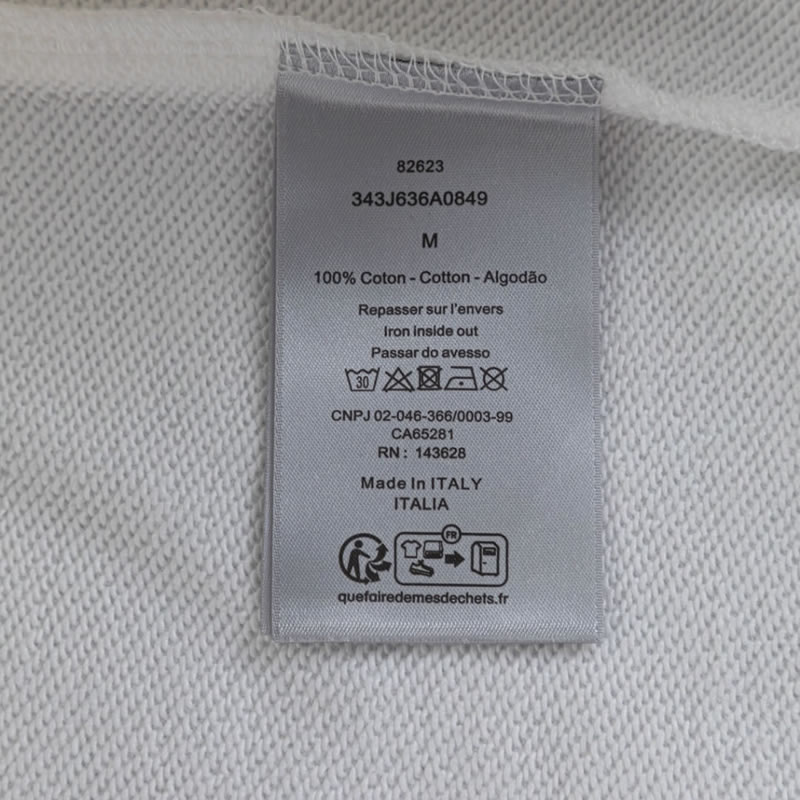 82623
343J636A0849
M
100% Coton - Cotton - Algodão
Repasser sur l'envers
Iron inside out
Passar do avesso
30
CNPJ 02-046-366/0003-99
CA65281
RN : 143628
Made In ITALY
ITALIA
FR
quefairedemesdechets.fr